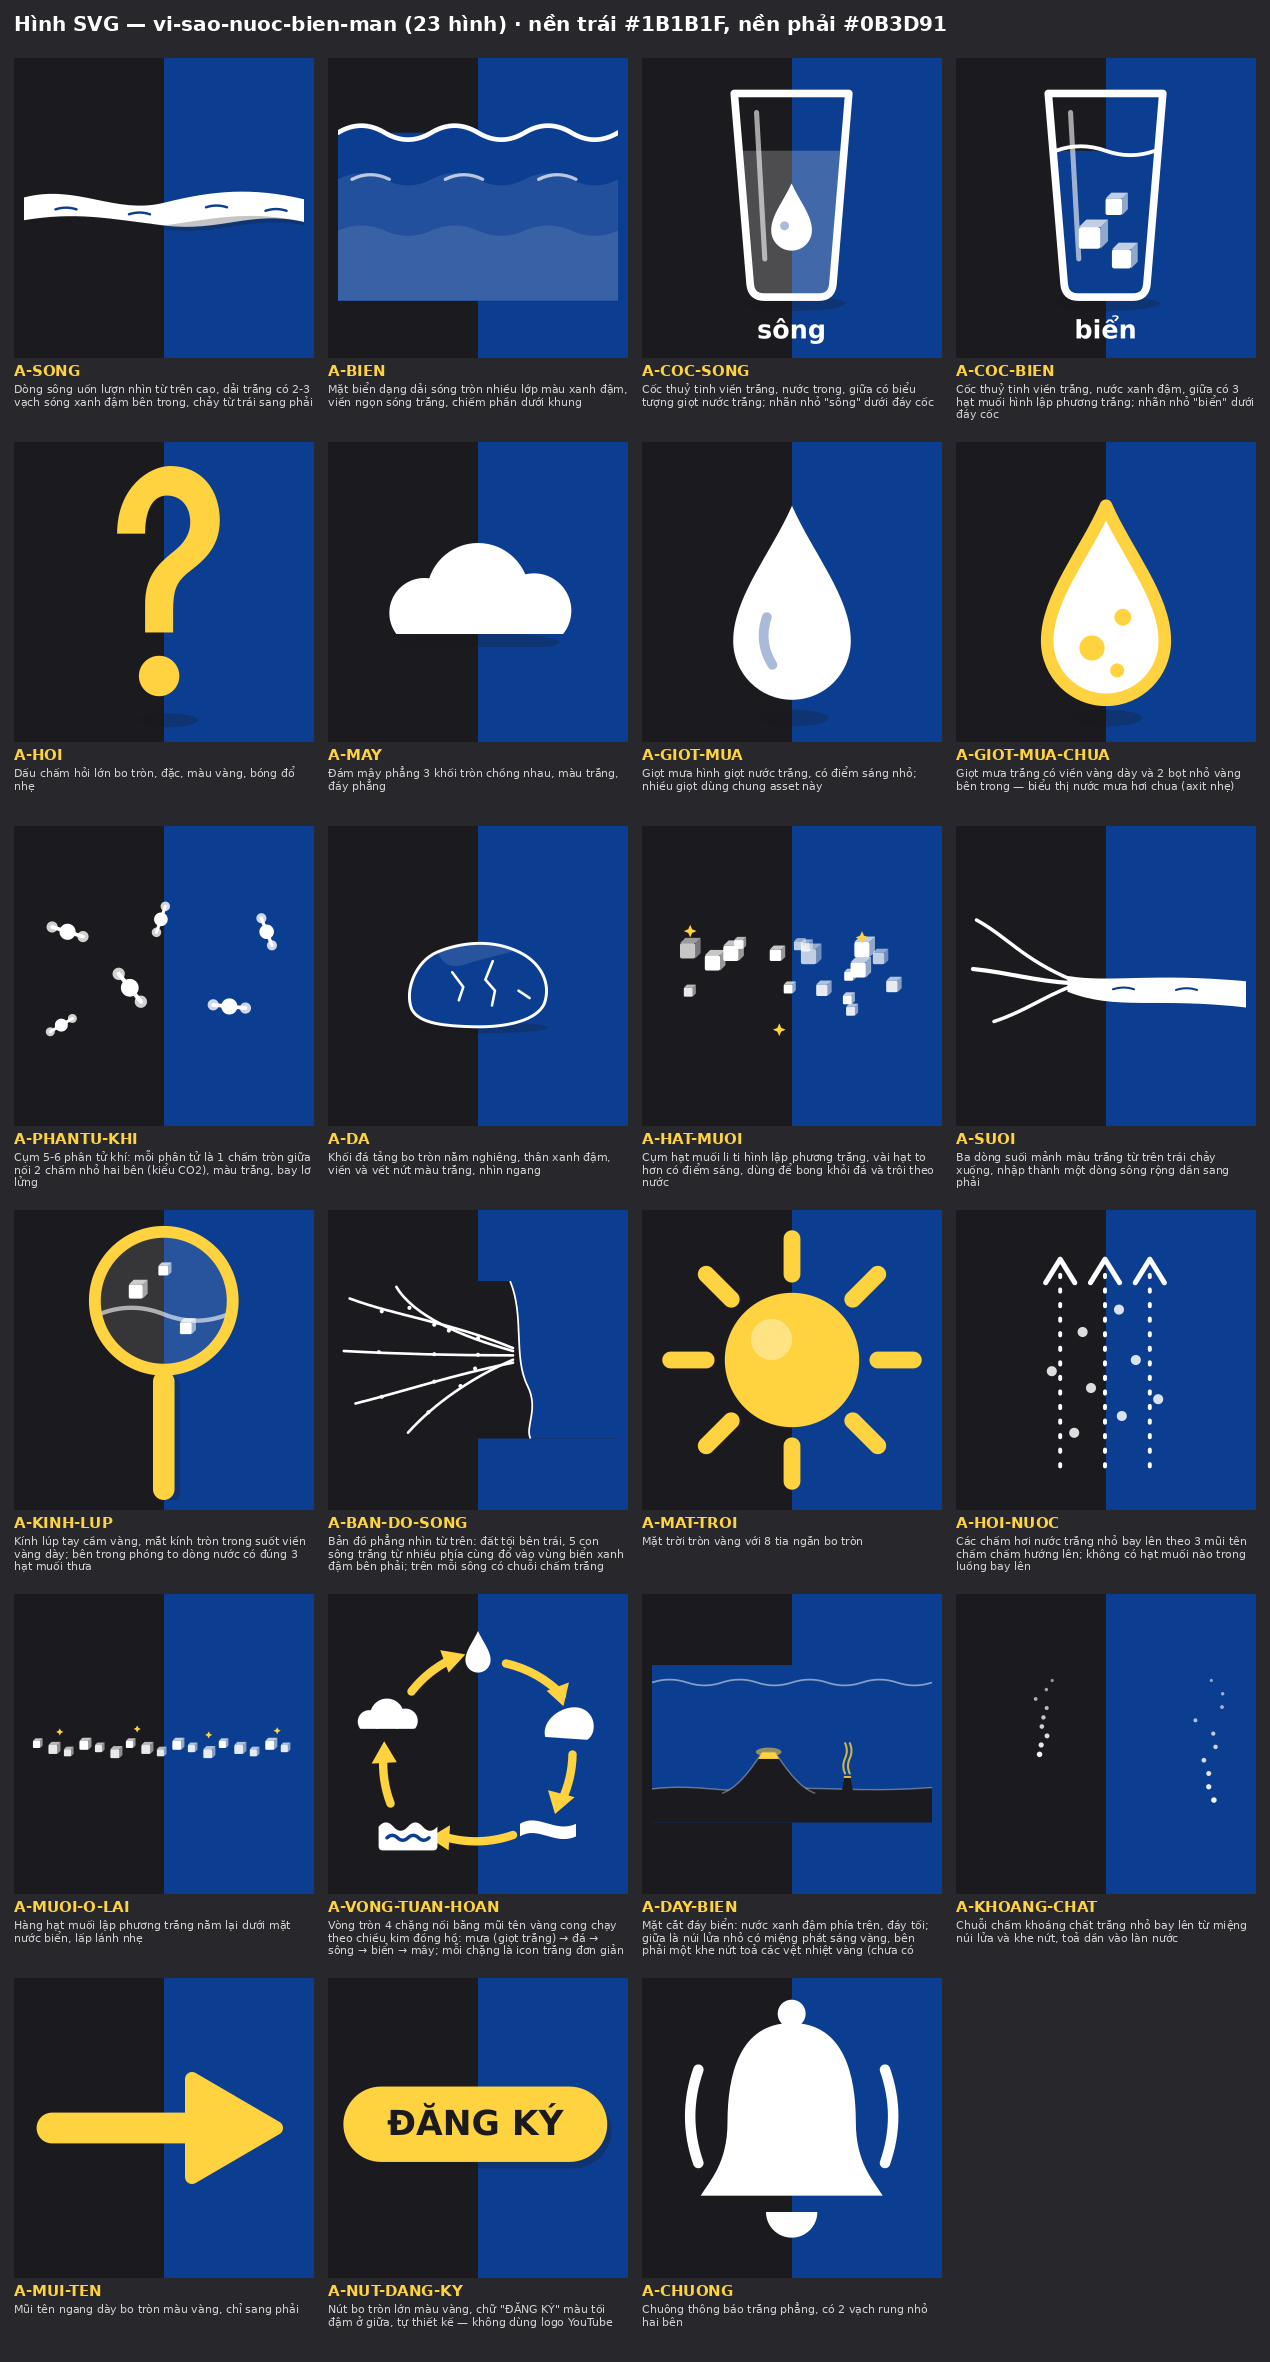 Hình SVG — vi-sao-nuoc-bien-man (23 hình) · nền trái #1B1B1F, nền phải #0B3D91
sông
biển
A-SONG
Dòng sông uốn lượn nhìn từ trên cao, dải trắng có 2-3
vạch sóng xanh đậm bên trong, chảy từ trái sang phải
A-BIEN
Mặt biển dạng dải sóng tròn nhiều lớp màu xanh đậm,
viền ngọn sóng trắng, chiếm phần dưới khung
A-COC-SONG
Cốc thuỷ tinh viền trắng, nước trong, giữa có biểu
tượng giọt nước trắng; nhãn nhỏ "sông" dưới đáy cốc
A-COC-BIEN
Cốc thuỷ tinh viền trắng, nước xanh đậm, giữa có 3
hạt muối hình lập phương trắng; nhãn nhỏ "biển" dưới
đáy cốc
A-HOI
Dấu chấm hỏi lớn bo tròn, đặc, màu vàng, bóng đổ
nhẹ
A-MAY
Đám mây phẳng 3 khối tròn chồng nhau, màu trắng,
đáy phẳng
A-GIOT-MUA
Giọt mưa hình giọt nước trắng, có điểm sáng nhỏ;
nhiều giọt dùng chung asset này
A-GIOT-MUA-CHUA
Giọt mưa trắng có viền vàng dày và 2 bọt nhỏ vàng
bên trong — biểu thị nước mưa hơi chua (axit nhẹ)
A-PHANTU-KHI
Cụm 5-6 phân tử khí: mỗi phân tử là 1 chấm tròn giữa
nối 2 chấm nhỏ hai bên (kiểu CO2), màu trắng, bay lơ
lửng
A-DA
Khối đá tảng bo tròn nằm nghiêng, thân xanh đậm,
viền và vết nứt màu trắng, nhìn ngang
A-HAT-MUOI
Cụm hạt muối li ti hình lập phương trắng, vài hạt to
hơn có điểm sáng, dùng để bong khỏi đá và trôi theo
nước
A-SUOI
Ba dòng suối mảnh màu trắng từ trên trái chảy
xuống, nhập thành một dòng sông rộng dần sang
phải
A-KINH-LUP
Kính lúp tay cầm vàng, mắt kính tròn trong suốt viền
vàng dày; bên trong phóng to dòng nước có đúng 3
hạt muối thưa
A-BAN-DO-SONG
Bản đồ phẳng nhìn từ trên: đất tối bên trái, 5 con
sông trắng từ nhiều phía cùng đổ vào vùng biển xanh
đậm bên phải; trên mỗi sông có chuỗi chấm trắng
A-MAT-TROI
Mặt trời tròn vàng với 8 tia ngắn bo tròn
A-HOI-NUOC
Các chấm hơi nước trắng nhỏ bay lên theo 3 mũi tên
chấm chấm hướng lên; không có hạt muối nào trong
luồng bay lên
A-MUOI-O-LAI
Hàng hạt muối lập phương trắng nằm lại dưới mặt
nước biển, lấp lánh nhẹ
A-VONG-TUAN-HOAN
Vòng tròn 4 chặng nối bằng mũi tên vàng cong chạy
theo chiều kim đồng hồ: mưa (giọt trắng) → đá →
sông → biển → mây; mỗi chặng là icon trắng đơn giản
A-DAY-BIEN
Mặt cắt đáy biển: nước xanh đậm phía trên, đáy tối;
giữa là núi lửa nhỏ có miệng phát sáng vàng, bên
phải một khe nứt toả các vệt nhiệt vàng (chưa có
A-KHOANG-CHAT
Chuỗi chấm khoáng chất trắng nhỏ bay lên từ miệng
núi lửa và khe nứt, toả dần vào làn nước
ĐĂNG KÝ
A-MUI-TEN
Mũi tên ngang dày bo tròn màu vàng, chỉ sang phải
A-NUT-DANG-KY
Nút bo tròn lớn màu vàng, chữ "ĐĂNG KÝ" màu tối
đậm ở giữa, tự thiết kế — không dùng logo YouTube
A-CHUONG
Chuông thông báo trắng phẳng, có 2 vạch rung nhỏ
hai bên